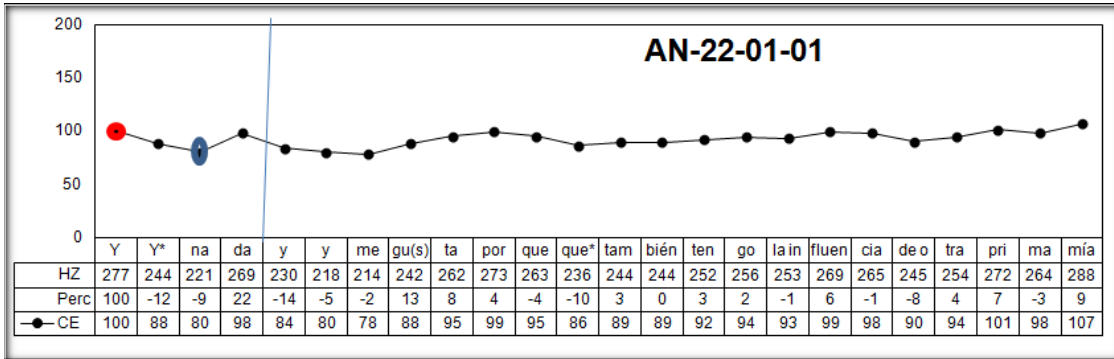 AN-22-01-01
200
150
100
50
0
Y Y* na da y y me gu(s) ta por que que* tam bién ten go la in fluen cia de o tra pri ma mía
HZ 277 244 221 269 230 218 214 242 262 273 263 236 244 244 252 256 253 269 265 245 254 272 264 288
Perc 100 -12 -9 22 -14 -5 -2 13 8 4 -4 -10 3 0 3 2 -1 6 -1 -8 4 7 -3 9
CE 100 88 80 98 84 80 78 88 95 99 95 86 89 89 92 94 93 99 98 90 94 101 98 107